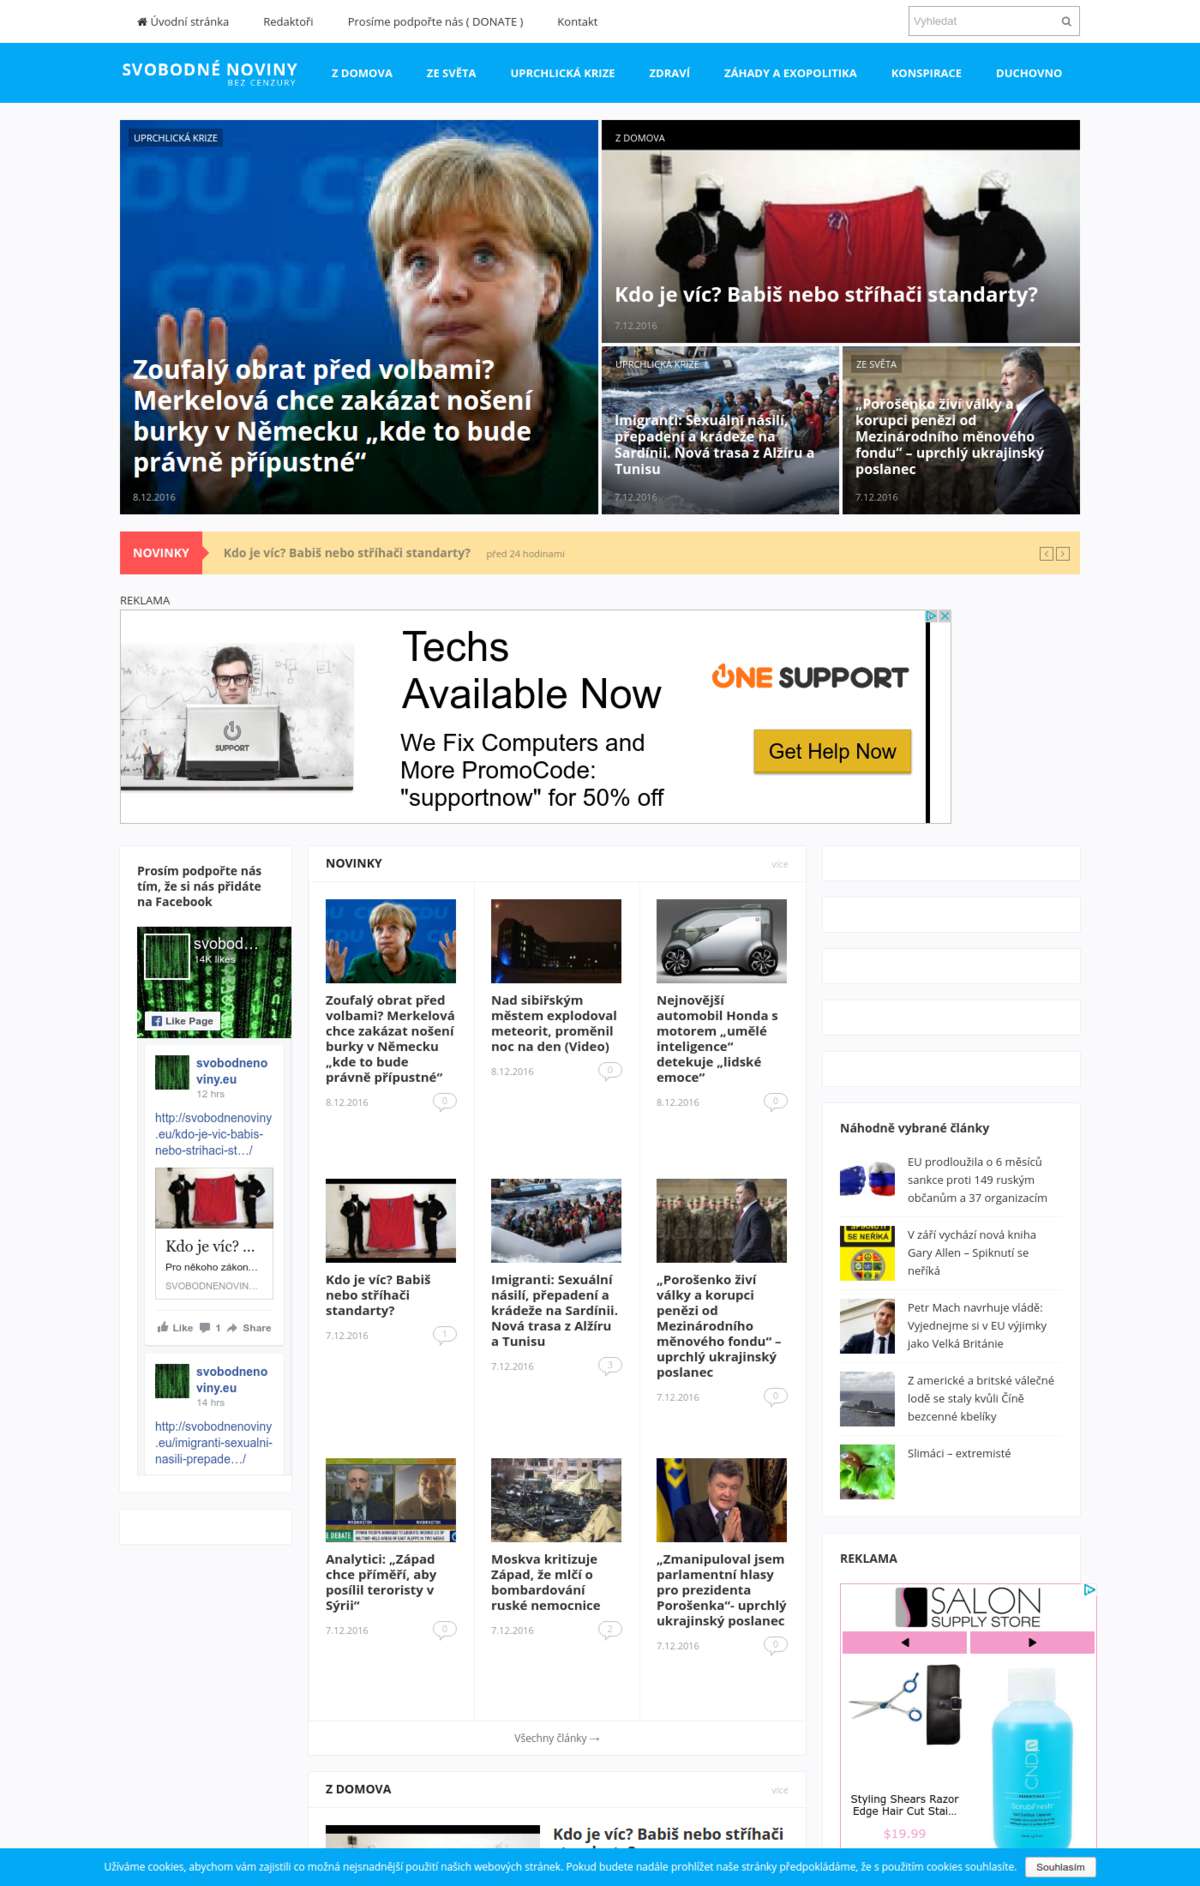 Úvodní stránka
Redaktoři
Prosíme podpořte nás ( DONATE )
Kontakt
Vyhledat
SVOBODNÉ NOVINY
BEZ CENZURY
Z DOMOVA
ZE SVĚTA
UPRCHLICKÁ KRIZE
ZDRAVÍ
ZÁHADY A EXOPOLITIKA
KONSPIRACE
DUCHOVNO
UPRCHLICKÁ KRIZE
Zoufalý obrat před volbami?
Merkelová chce zakázat nošení
burky v Německu „kde to bude
právně přípustné“
8.12.2016
Z DOMOVA
Kdo je víc? Babiš nebo stříhači standarty?
7.12.2016
UPRCHLICKÁ KRIZE
Imigranti: Sexuální násilí,
přepadení a krádeže na
Sardínii. Nová trasa z Alžíru a
Tunisu
7.12.2016
ZE SVĚTA
„Porošenko živí války a
korupci penězi od
Mezinárodního měnového
fondu“ – uprchlý ukrajinský
poslanec
7.12.2016
NOVINKY
Kdo je víc? Babiš nebo stříhači standarty?
před 24 hodinami
REKLAMA
Techs
Available Now
We Fix Computers and
More PromoCode:
"supportnow" for 50% off
ONE SUPPORT
Get Help Now
SUPPORT
Prosím podpořte nás
tím, že si nás přidáte
na Facebook
svobod...
14K likes
Like Page
svobodneno
viny.eu
12 hrs
http://svobodnenoviny
.eu/kdo-je-vic-babis-
nebo-strihaci-st…/
Kdo je víc? ...
Pro někoho zákon...
SVOBODNENOVIN...
Like
1
Share
svobodneno
viny.eu
14 hrs
http://svobodnenoviny
.eu/imigranti-sexualni-
nasili-prepade…/
NOVINKY
více
Zoufalý obrat před
volbami? Merkelová
chce zakázat nošení
burky v Německu
„kde to bude
právně přípustné“
8.12.2016
0
Nad sibiřským
městem explodoval
meteorit, proměnil
noc na den (Video)
8.12.2016
0
Nejnovější
automobil Honda s
motorem „umělé
inteligence“
detekuje „lidské
emoce“
8.12.2016
0
Kdo je víc? Babiš
nebo stříhači
standarty?
7.12.2016
1
Imigranti: Sexuální
násilí, přepadení a
krádeže na Sardínii.
Nová trasa z Alžíru
a Tunisu
7.12.2016
3
„Porošenko živí
války a korupci
penězi od
Mezinárodního
měnového fondu“ –
uprchlý ukrajinský
poslanec
7.12.2016
0
Analytici: „Západ
chce příměří, aby
posílil teroristy v
Sýrii“
7.12.2016
0
Moskva kritizuje
Západ, že mlčí o
bombardování
ruské nemocnice
7.12.2016
2
„Zmanipuloval jsem
parlamentní hlasy
pro prezidenta
Porošenka“- uprchlý
ukrajinský poslanec
7.12.2016
0
Všechny články →
Z DOMOVA
více
Kdo je víc? Babiš nebo stříhači
Náhodně vybrané články
EU prodloužila o 6 měsíců
sankce proti 149 ruským
občanům a 37 organizacím
V září vychází nová kniha
Gary Allen – Spiknutí se
neříká
Petr Mach navrhuje vládě:
Vyjednejme si v EU výjimky
jako Velká Británie
Z americké a britské válečné
lodě se staly kvůli Číně
bezcenné kbelíky
Slimáci – extremisté
REKLAMA
SALON
SUPPLY STORE
CND
ScrubFresh
Styling Shears Razor
Edge Hair Cut Stai...
$19.99
Užíváme cookies, abychom vám zajistili co možná nejsnadnější použití našich webových stránek. Pokud budete nadále prohlížet naše stránky předpokládáme, že s použitím cookies souhlasíte.
Souhlasím